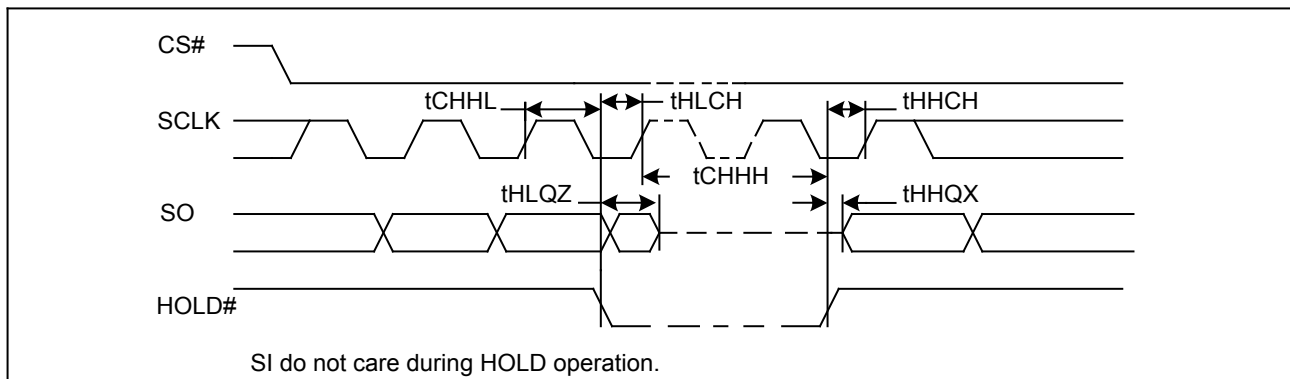 CS#
tCHHL
tHLCH
tHHCH
SCLK
tCHHH
tHLQZ
tHHQX
SO
HOLD#
SI do not care during HOLD operation.